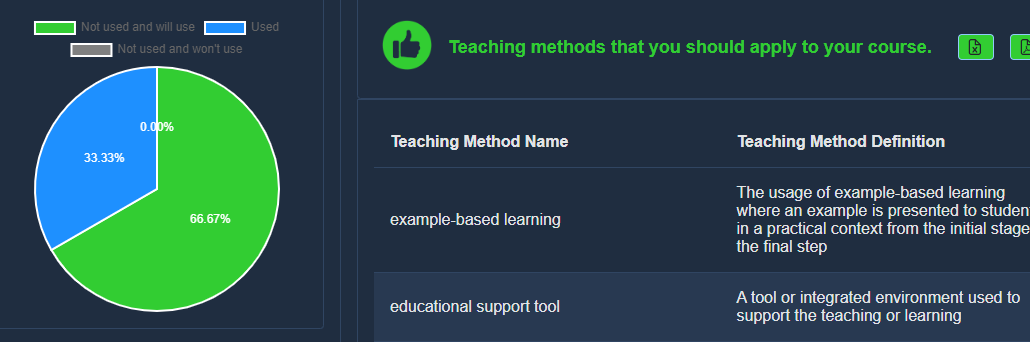 Not used and will use Used
Not used and won't use
0.00%
33.33%
66.67%
Teaching methods that you should apply to your course.
Teaching Method Name Teaching Method Definition
example-based learning
The usage of example-based learning
where an example is presented to studen
in a practical context from the initial stage
the final step
educational support tool
A tool or integrated environment used to
support the teaching or learning